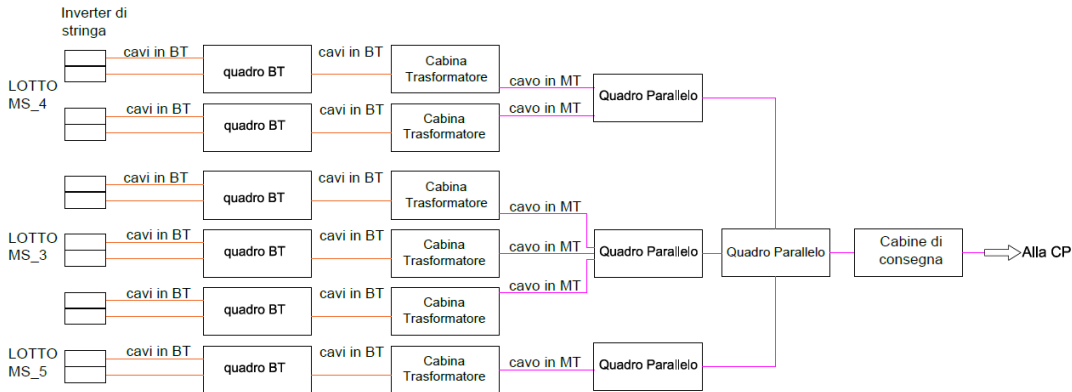 Inverter di
stringa
cavi in BT
cavi in BT
quadro BT
Cabina
Trasformatore
cavo in MT
LOTTO
MS_4
Quadro Parallelo
cavi in BT
cavi in BT
quadro BT
Cabina
Trasformatore
cavo in MT
cavi in BT
cavi in BT
quadro BT
Cabina
Trasformatore
cavo in MT
LOTTO
MS_3
cavi in BT
cavi in BT
quadro BT
Cabina
Trasformatore
cavo in MT
Quadro Parallelo
Quadro Parallelo
Cabine di
consegna
Alla CP
cavi in BT
cavi in BT
quadro BT
Cabina
Trasformatore
cavo in MT
LOTTO
MS_5
cavi in BT
cavi in BT
quadro BT
Cabina
Trasformatore
cavo in MT
Quadro Parallelo